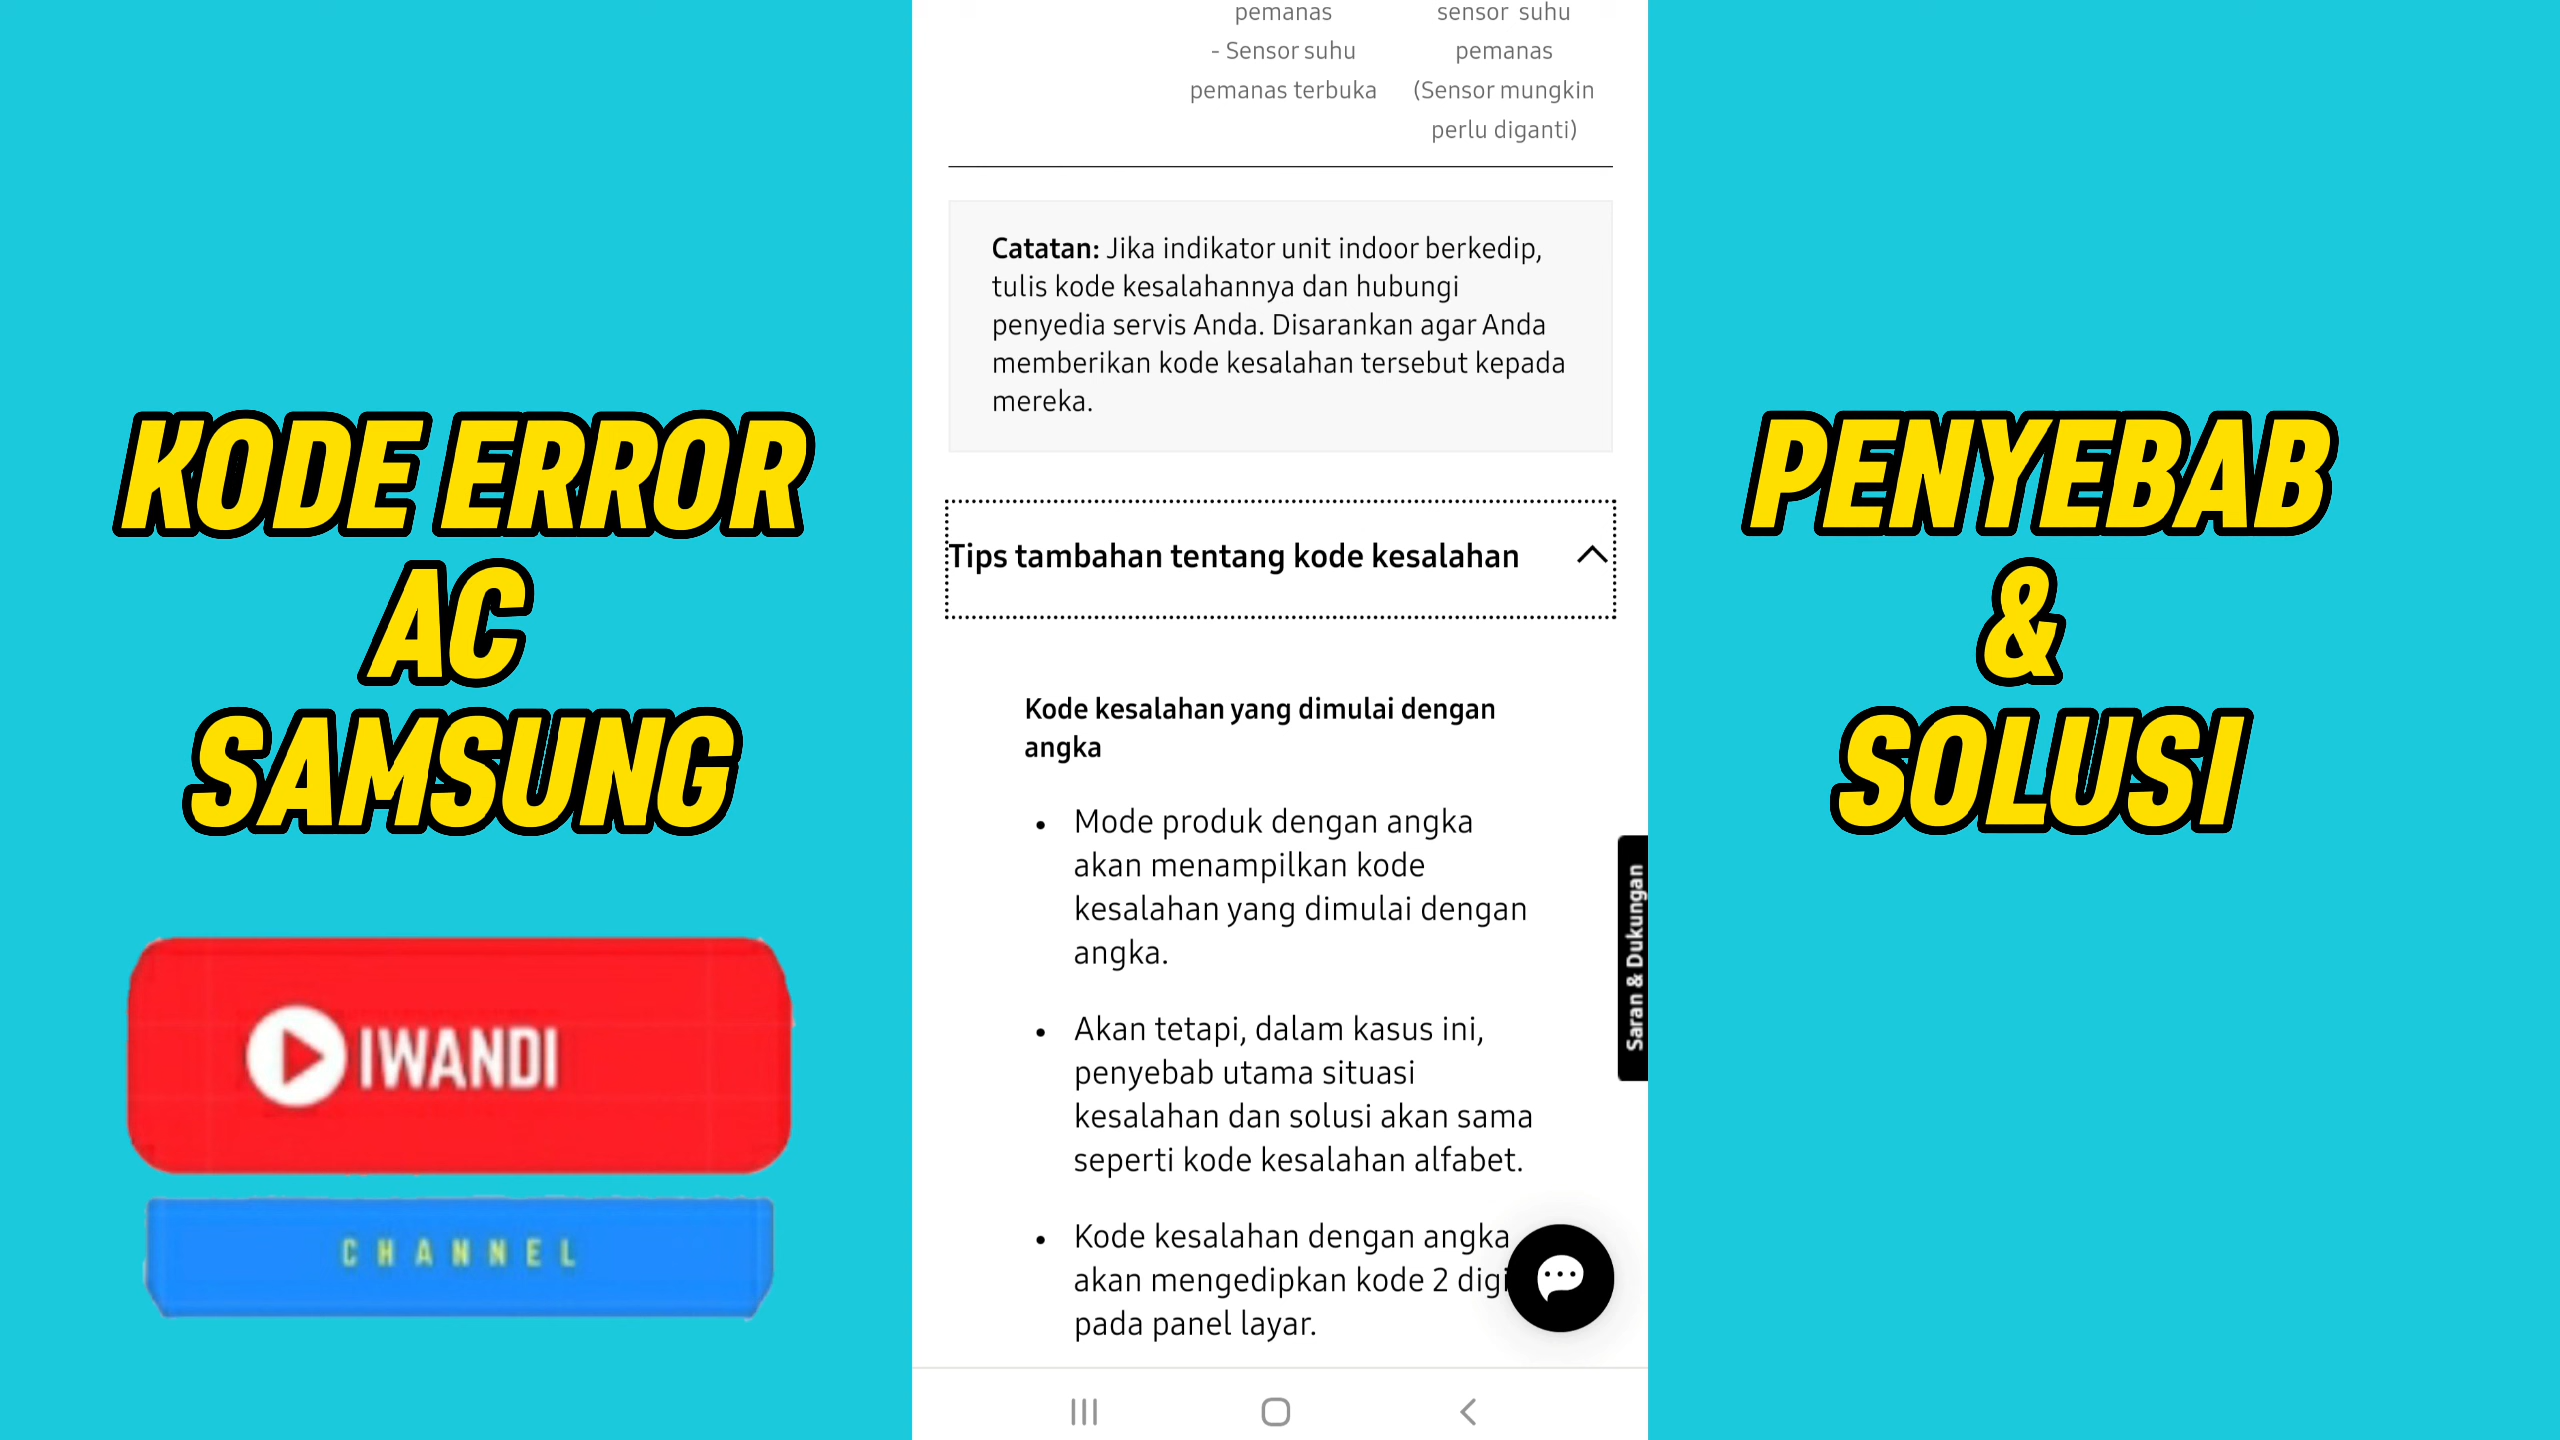 KODE ERROR
AC
SAMSUNG
IWANDI
CHANNEL
pemanas
- Sensor suhu
pemanas terbuka
sensor suhu
pemanas
(Sensor mungkin
perlu diganti)
Catatan: Jika indikator unit indoor berkedip,
tulis kode kesalahannya dan hubungi
penyedia servis Anda. Disarankan agar Anda
memberikan kode kesalahan tersebut kepada
mereka.
Tips tambahan tentang kode kesalahan
Kode kesalahan yang dimulai dengan
angka
• Mode produk dengan angka
akan menampilkan kode
kesalahan yang dimulai dengan
angka.
• Akan tetapi, dalam kasus ini,
penyebab utama situasi
kesalahan dan solusi akan sama
seperti kode kesalahan alfabet.
• Kode kesalahan dengan angka
akan mengedipkan kode 2 digi
pada panel layar.
Saran & Dukungan
PENYEBAB
&
SOLUSI